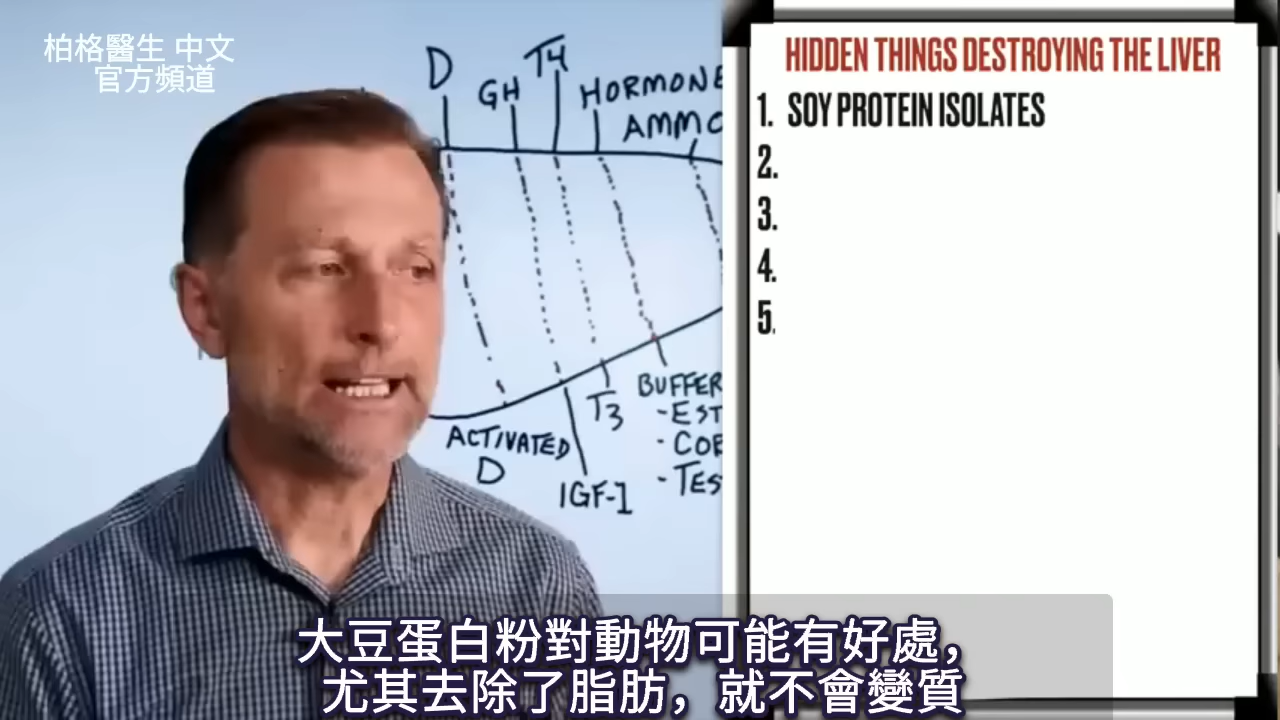 柏格醫生 中文
官方頻道
D
GH
T4
HORMONE
AMMO
ACTIVATED
D
IGF-1
T3
BUFFER
-EST
-COR
-TES
HIDDEN THINGS DESTROYING THE LIVER
1. SOY PROTEIN ISOLATES
2.
3.
4.
5.
大豆蛋白粉對動物可能有好處，
尤其去除了脂肪，就不會變質